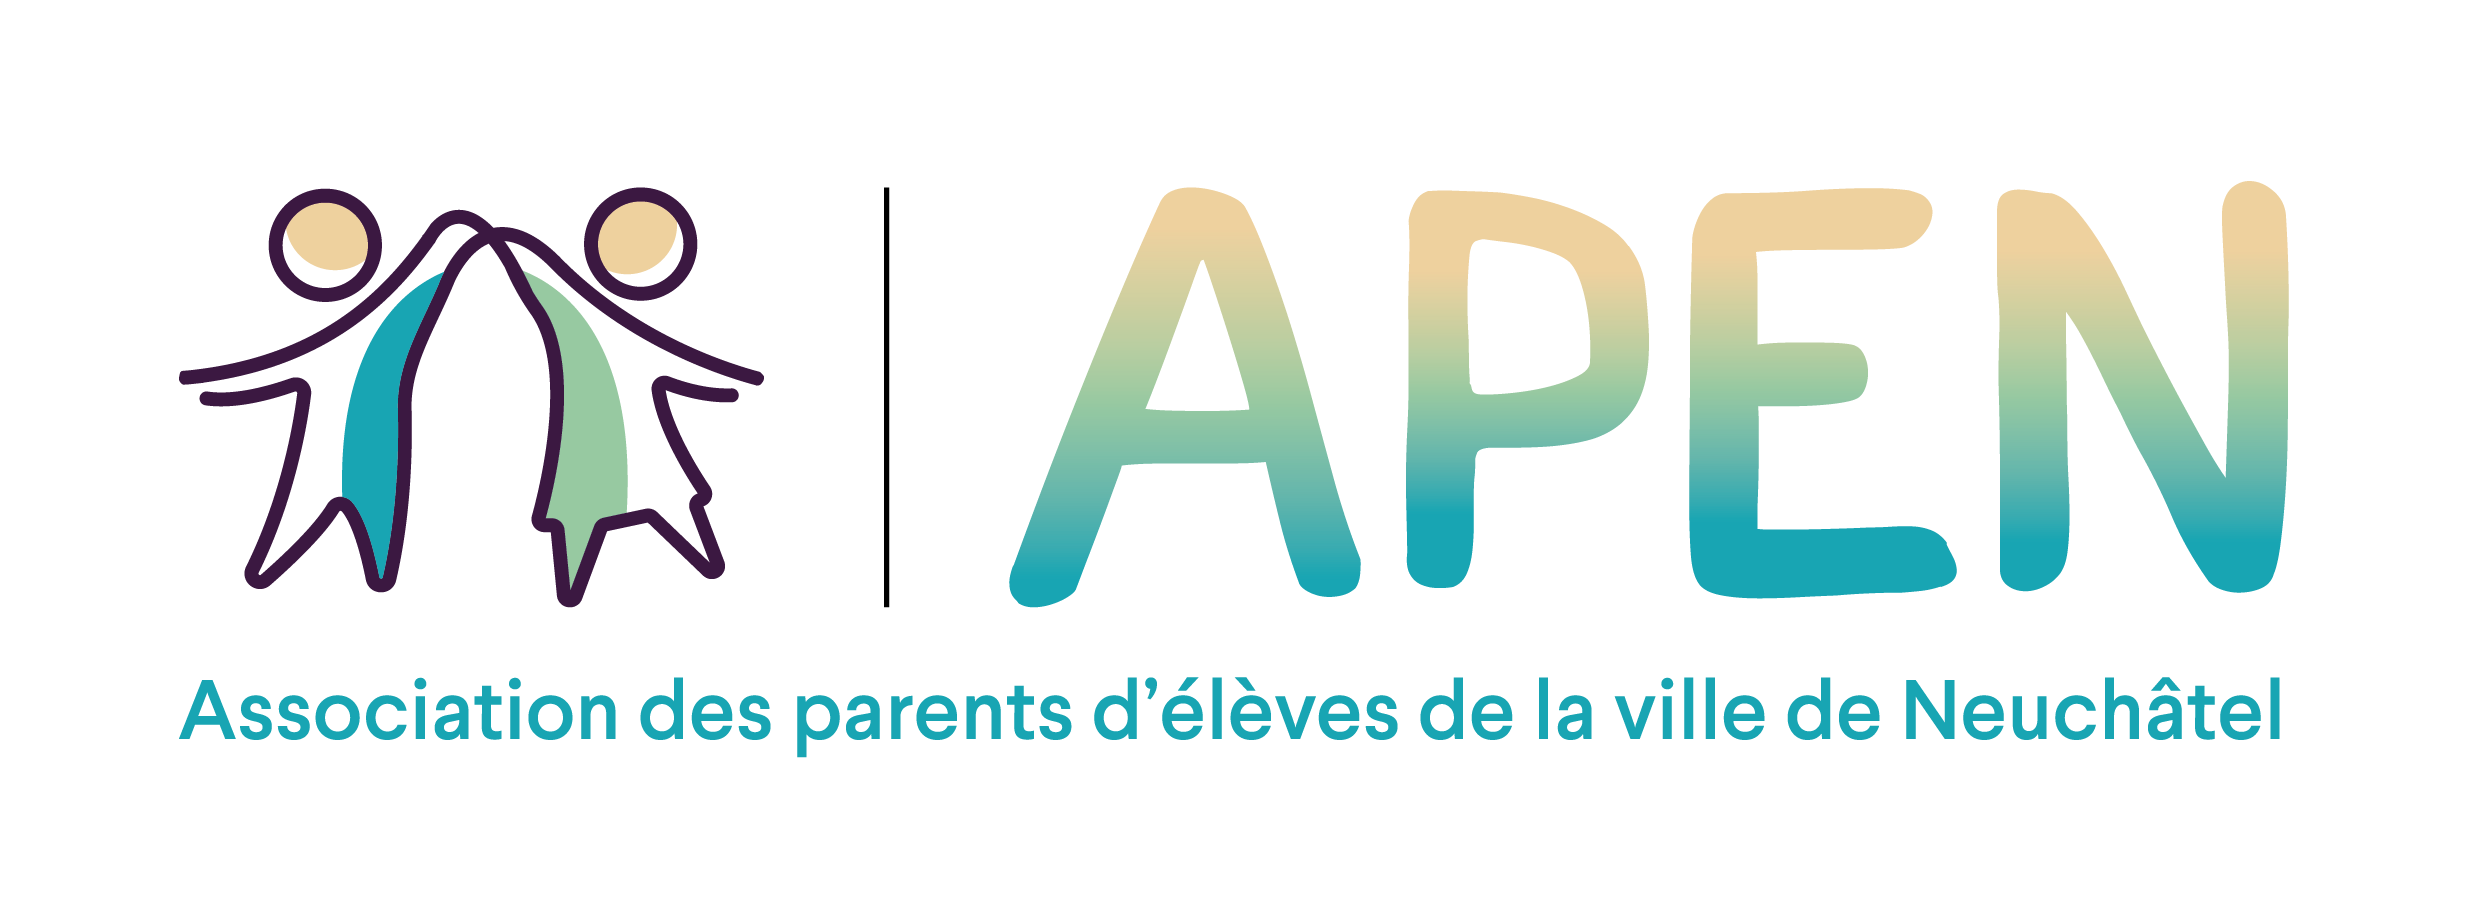 APEN
Association des parents d’élèves de la ville de Neuchâtel